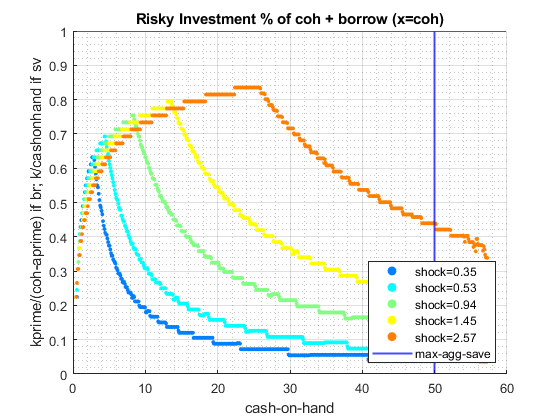 Risky Investment % of coh + borrow (x=coh)
kprime/(coh-aprime) if br; k/cashonhand if sv
1
0.9
0.8
0.7
0.6
0.5
0.4
0.3
0.2
0.1
0
0 10 20 30 40 50 60
cash-on-hand
shock=0.35
shock=0.53
shock=0.94
shock=1.45
shock=2.57
max-agg-save